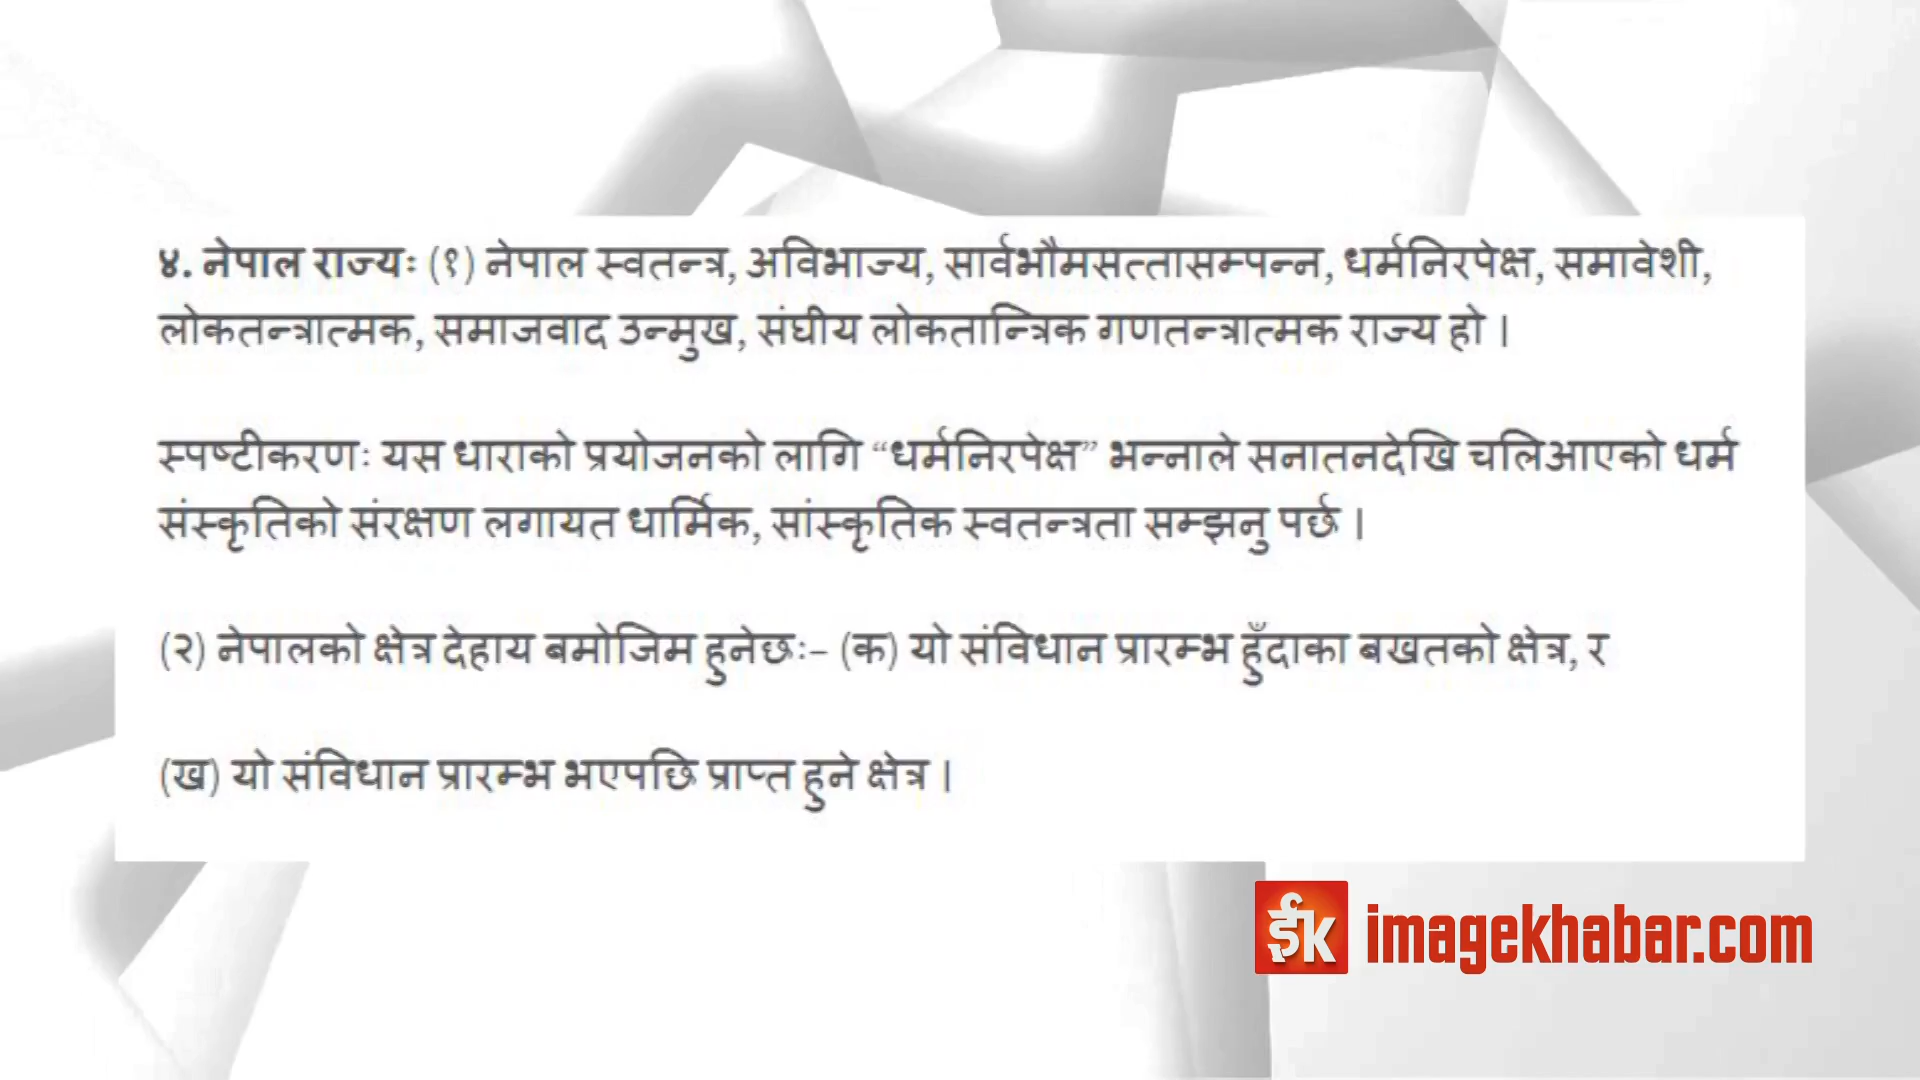 ४. नेपाल राज्यः (१) नेपाल स्वतन्त्र, अविभाज्य, सार्वभौमसत्तासम्पन्न, धर्मनिरपेक्ष, समावेशी,
लोकतन्त्रात्मक, समाजवाद उन्मुख, संघीय लोकतान्त्रिक गणतन्त्रात्मक राज्य हो ।
स्पष्टीकरणः यस धाराको प्रयोजनको लागि “धर्मनिरपेक्ष” भन्नाले सनातनदेखि चलिआएको धर्म
संस्कृतिको संरक्षण लगायत धार्मिक, सांस्कृतिक स्वतन्त्रता सम्झनु पर्छ ।
(२) नेपालको क्षेत्र देहाय बमोजिम हुनेछः– (क) यो संविधान प्रारम्भ हुँदाका बखतको क्षेत्र, र
(ख) यो संविधान प्रारम्भ भएपछि प्राप्त हुने क्षेत्र ।
ईk imagekhabar.com